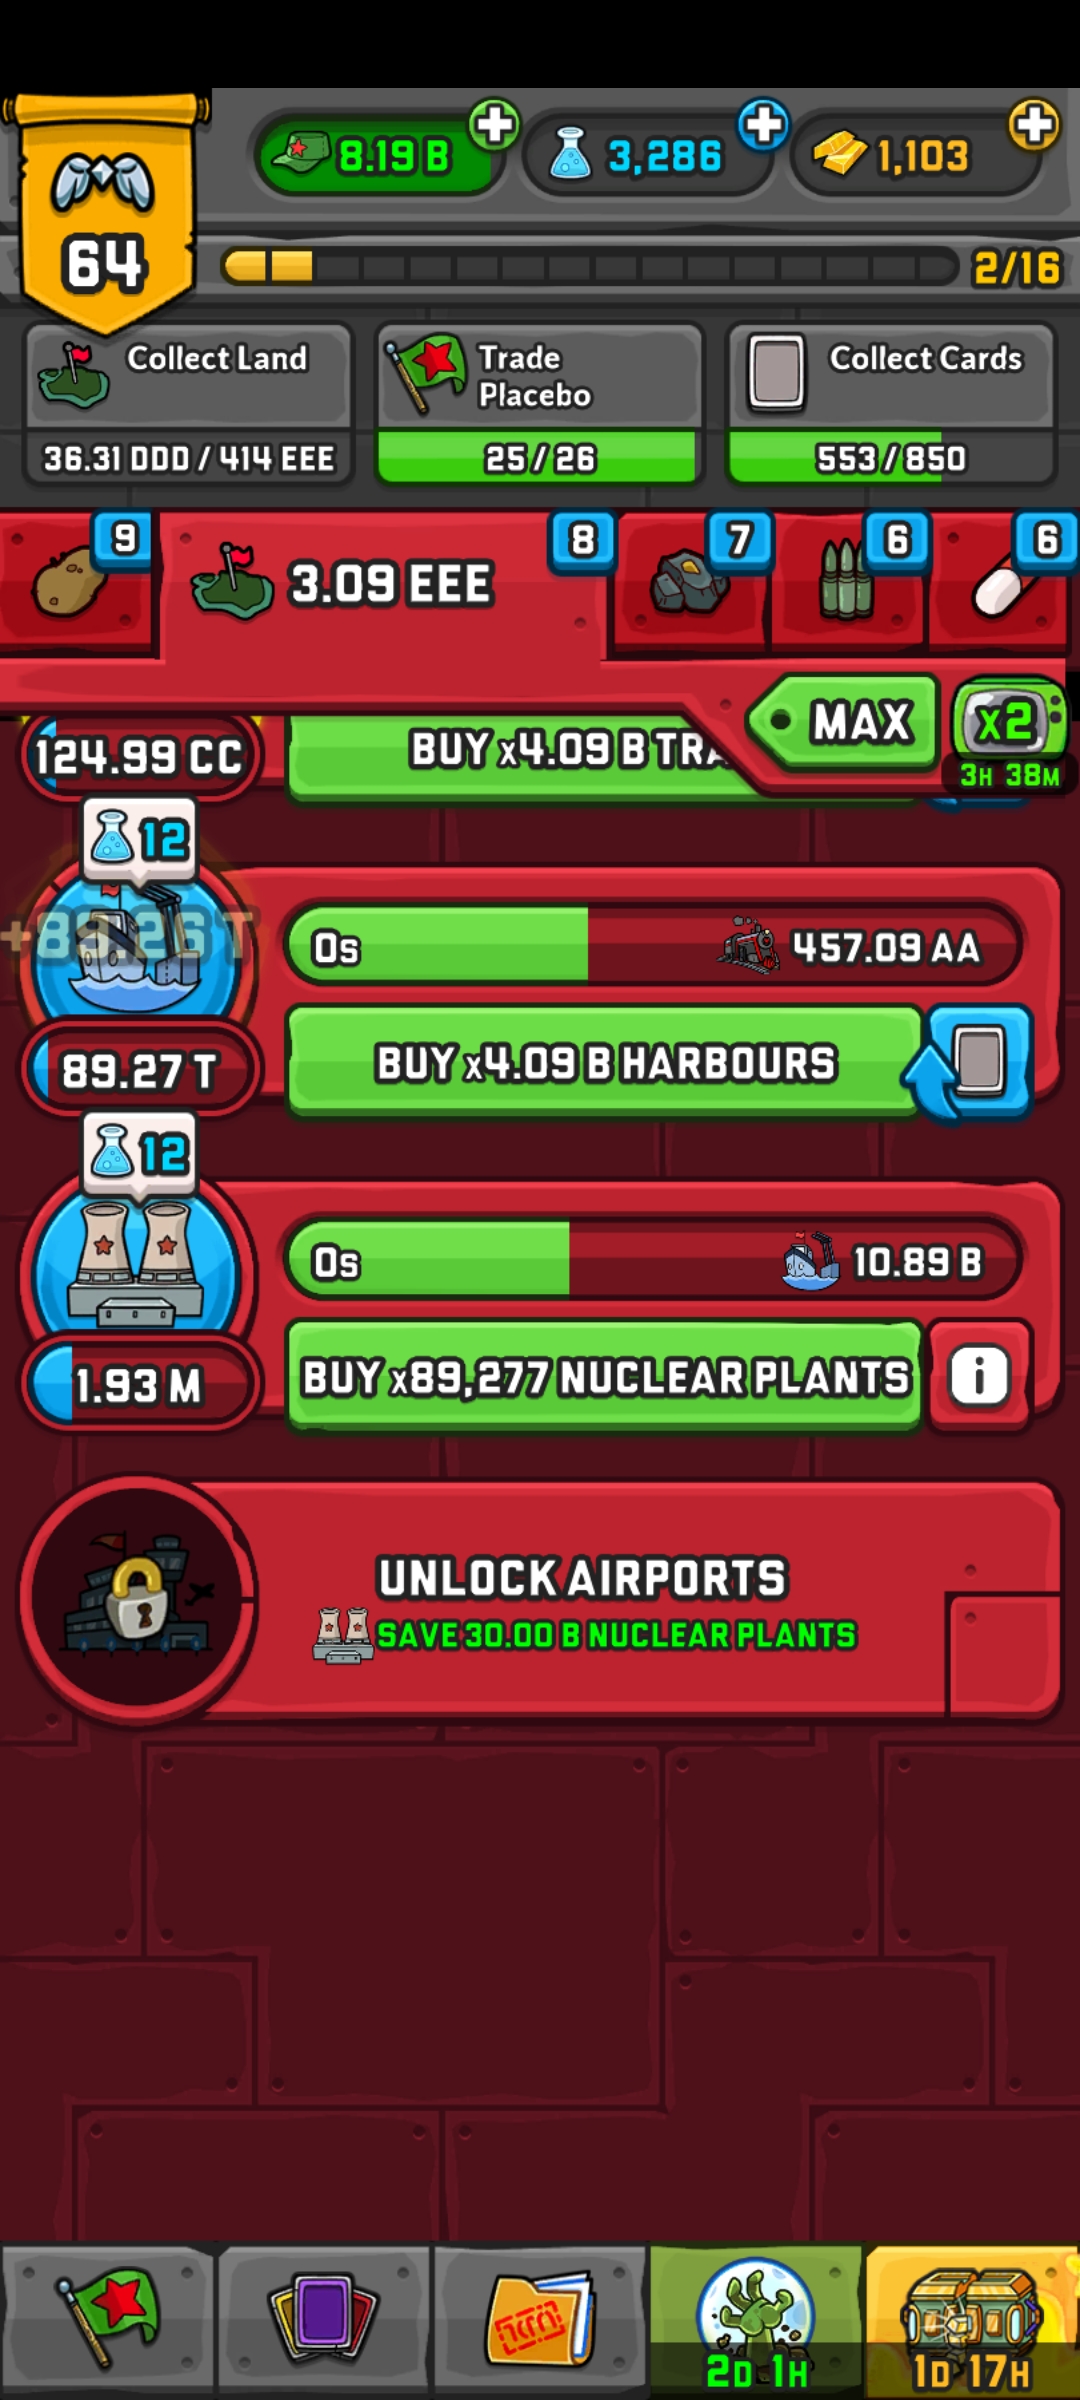 8.19 B
3,286
1,103
64
2/16
Collect Land
36.31 DDD / 414 EEE
Trade
Placebo
25 / 26
Collect Cards
553 / 850
9
3.09 EEE
8
7
6
6
MAX
x2
3H 38M
124.99 CC
BUY x4.09 B TRA
12
+89.26 T
0s
457.09 AA
89.27 T
BUY x4.09 B HARBOURS
12
0s
10.89 B
1.93 M
BUY x89,277 NUCLEAR PLANTS
i
UNLOCK AIRPORTS
SAVE 30.00 B NUCLEAR PLANTS
2D 1H
1D 17H